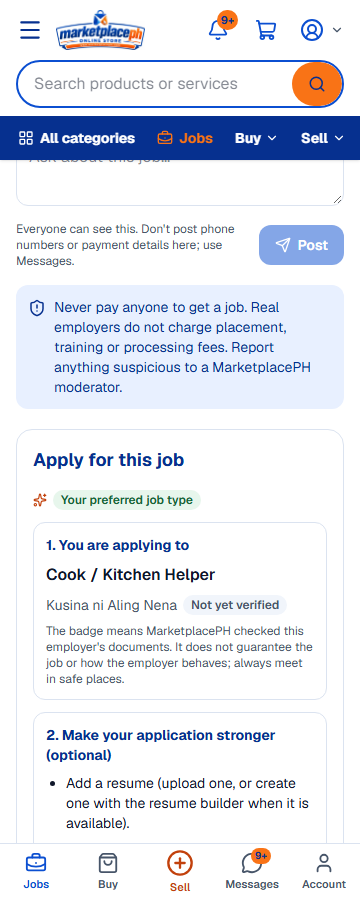 marketplaceph
ONLINE STORE
9+
Search products or services
All categories
Jobs
Buy
Sell
Ask about this job...
Everyone can see this. Don't post phone
numbers or payment details here; use
Messages.
Post
Never pay anyone to get a job. Real
employers do not charge placement,
training or processing fees. Report
anything suspicious to a MarketplacePH
moderator.
Apply for this job
Your preferred job type
1. You are applying to
Cook / Kitchen Helper
Kusina ni Aling Nena
Not yet verified
The badge means MarketplacePH checked this
employer's documents. It does not guarantee the
job or how the employer behaves; always meet
in safe places.
2. Make your application stronger
(optional)
• Add a resume (upload one, or create
one with the resume builder when it is
available).
9+
Jobs
Buy
Sell
Messages
Account